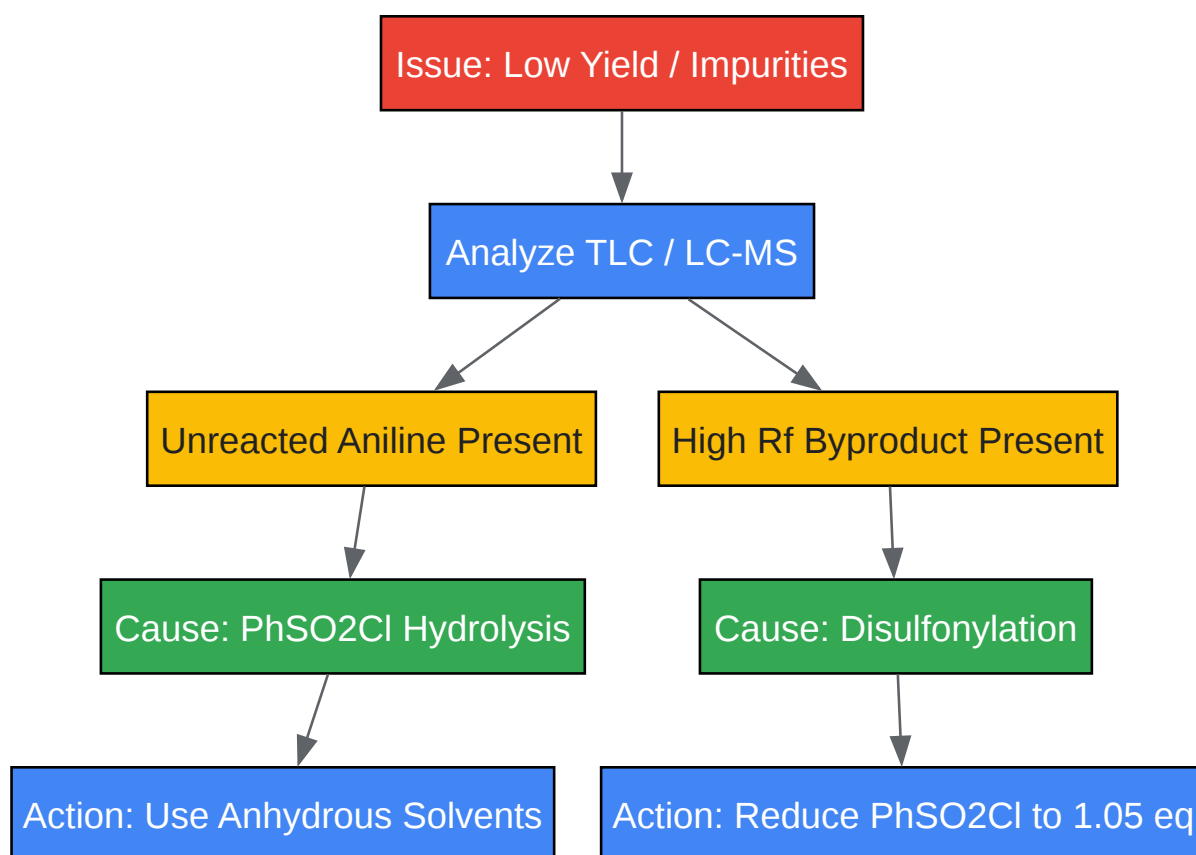 Issue: Low Yield / Impurities
Analyze TLC / LC-MS
Unreacted Aniline Present
High Rf Byproduct Present
Cause: PhSO2Cl Hydrolysis
Cause: Disulfonylation
Action: Use Anhydrous Solvents
Action: Reduce PhSO2Cl to 1.05 eq